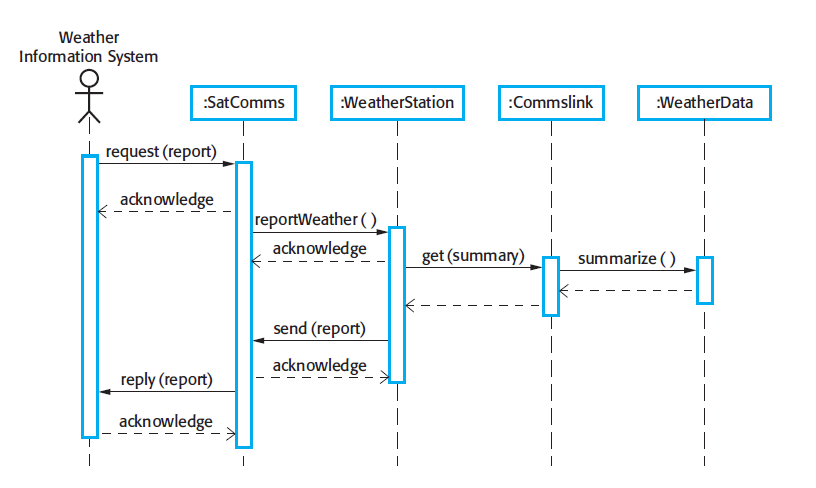 Weather
Information System
:SatComms
:WeatherStation
:Commslink
:WeatherData
request (report)
acknowledge
reportWeather ( )
acknowledge
get (summary)
summarize ( )
send (report)
acknowledge
reply (report)
acknowledge